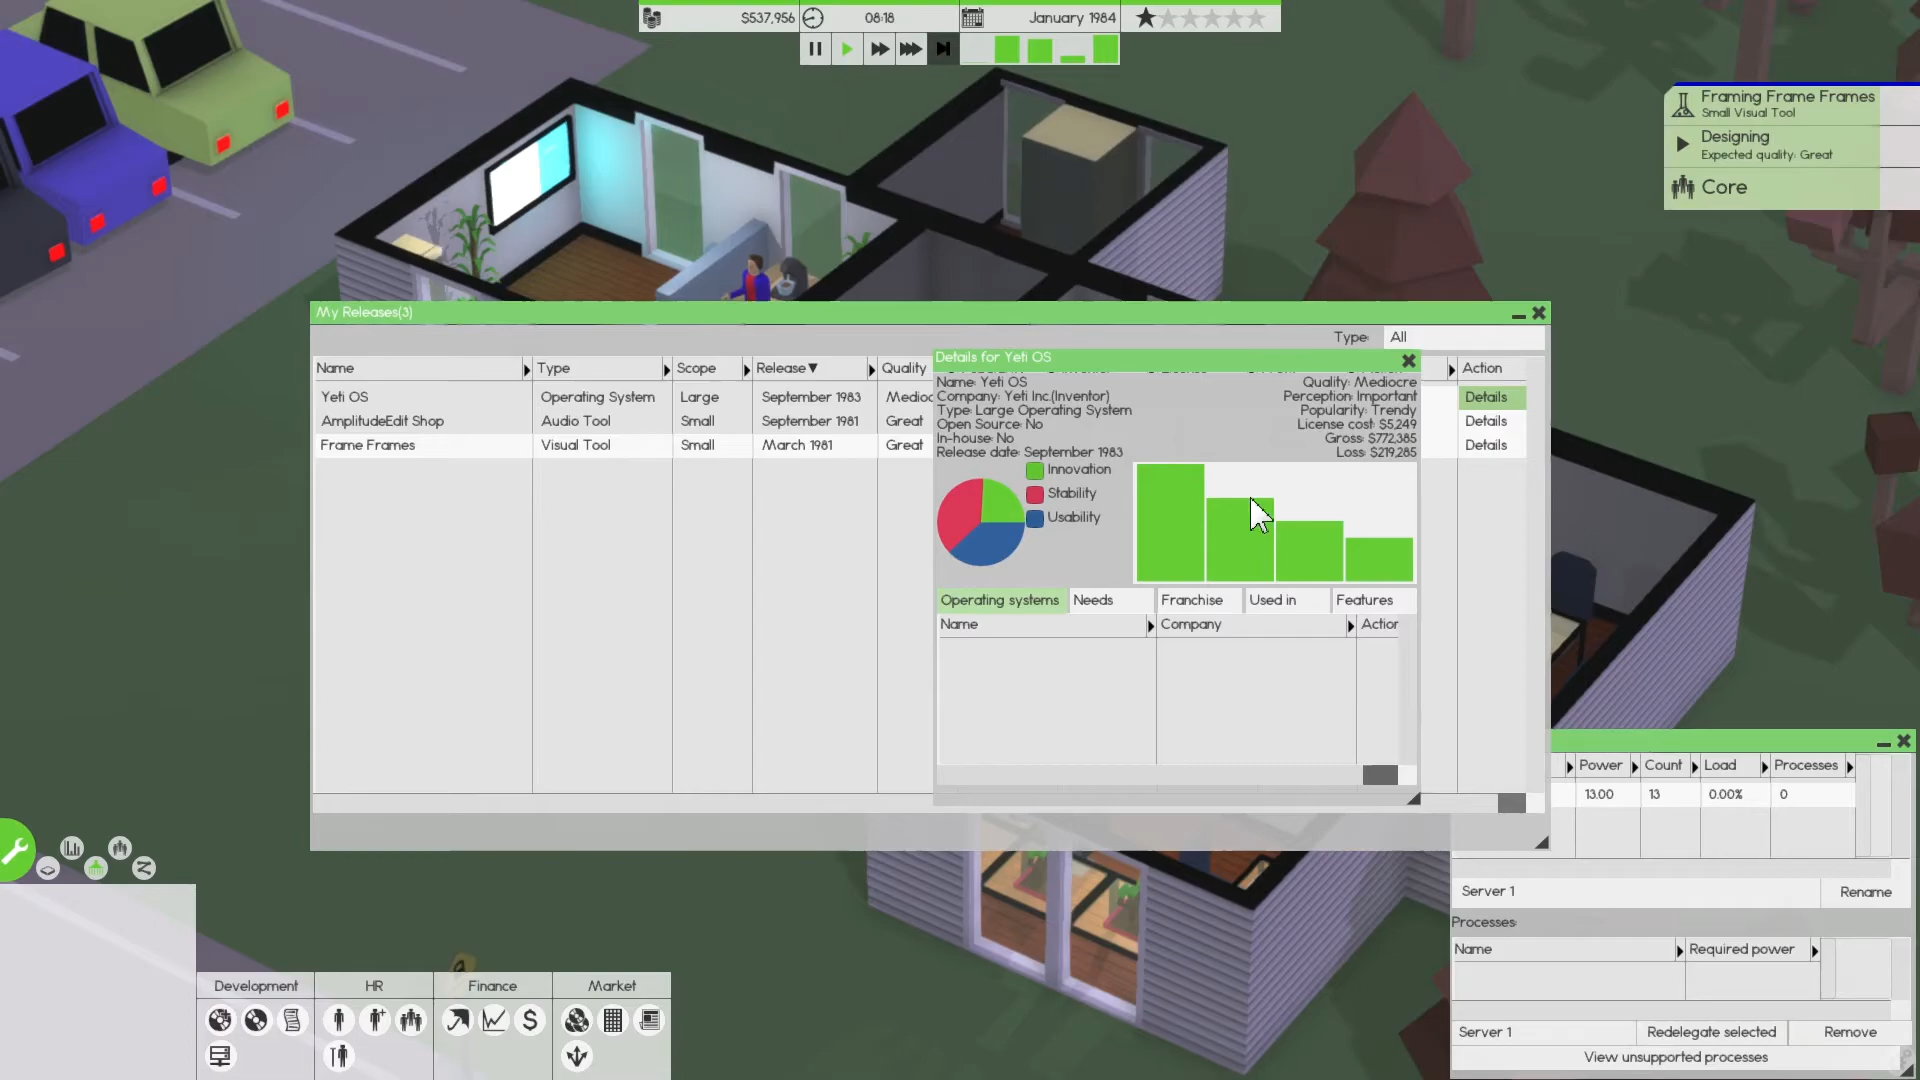 $537,956
08:18
January 1984
Framing Frame Frames
Small Visual Tool
Designing
Expected quality: Great
Core
My Releases(3)
Type: All
Name Type Scope Release▼ Quality Action
Yeti OS Operating System Large September 1983 Details
AmplitudeEdit Shop Audio Tool Small September 1981 Great Details
Frame Frames Visual Tool Small March 1981 Great Details
Details for Yeti OS
Name: Yeti OS Quality: Mediocre
Company: Yeti Inc.(Inventor) Perception: Important
Type: Large Operating System Popularity: Trendy
Open Source: No License cost: $5,249
In-house: No Gross: $772,385
Release date: September 1983 Loss: $219,285
Innovation
Stability
Usability
Operating systems Needs Franchise Used in Features
Name Company Action
Power Count Load Processes
13.00 13 0.00% 0
Server 1 Rename
Processes:
Name Required power
Server 1 Redelegate selected Remove
View unsupported processes
Development HR Finance Market